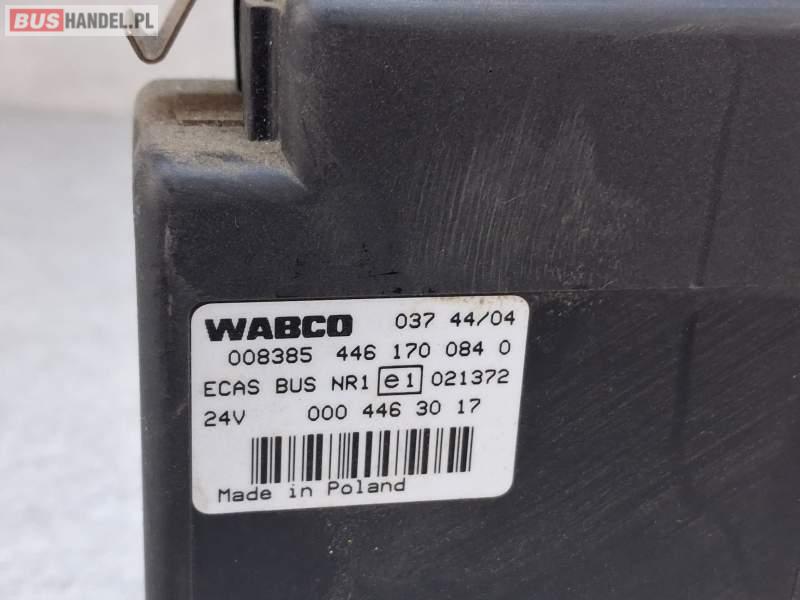 BUSHANDEL.PL
WABCO 037 44/04
008385 446 170 084 0
ECAS BUS NR1 e1 021372
24V 000 446 30 17
Made in Poland